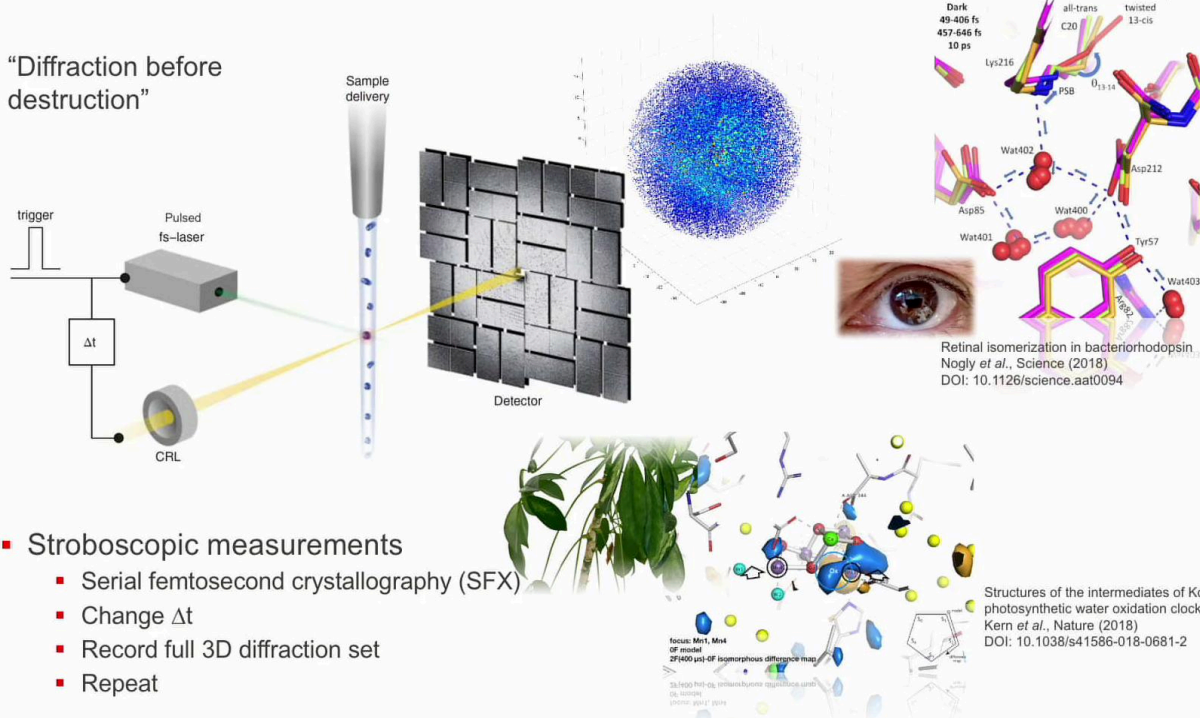 “Diffraction before
destruction”
Sample
delivery
trigger
Pulsed
fs-laser
Δt
CRL
Detector
Dark
49-406 fs
457-646 fs
10 ps
all-trans
C20
twisted
13-cis
Lys216
PSB
θ13-14
Wat402
Asp212
Asp85
Wat400
Wat401
Tyr57
Wat403
Arg82
Retinal isomerization in bacteriorhodopsin
Nogly et al., Science (2018)
DOI: 10.1126/science.aat0094
Stroboscopic measurements
Serial femtosecond crystallography (SFX)
Change Δt
Record full 3D diffraction set
Repeat
focus: Mn1, Mn4
0F model
2F(400 µs)-0F isomorphous difference map
Ox
Structures of the intermediates of Ko
photosynthetic water oxidation clock
Kern et al., Nature (2018)
DOI: 10.1038/s41586-018-0681-2